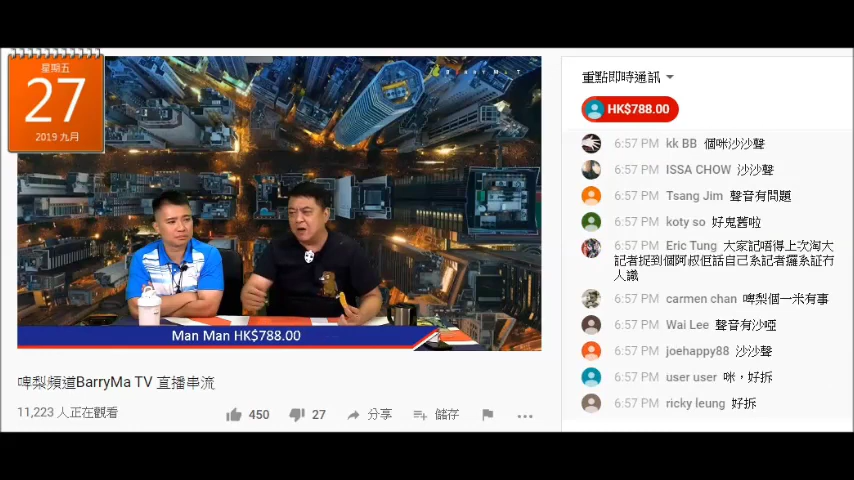 星期五
27
2019 九月
BarryMaT
Man Man HK$788.00
啤梨頻道BarryMa TV 直播串流
11,223 人正在觀看
450
27
分享
儲存
重點即時通訊
HK$788.00
6:57 PM kk BB 個咪沙沙聲
6:57 PM ISSA CHOW 沙沙聲
6:57 PM Tsang Jim 聲音有問題
6:57 PM koty so 好鬼舊啦
6:57 PM Eric Tung 大家記唔得上次淘大
記者捉到個阿叔佢話自己系記者攞系証冇
人識
6:57 PM carmen chan 啤梨個一米有事
6:57 PM Wai Lee 聲音有沙啞
6:57 PM joehappy88 沙沙聲
6:57 PM user user 咪，好拆
6:57 PM ricky leung 好拆